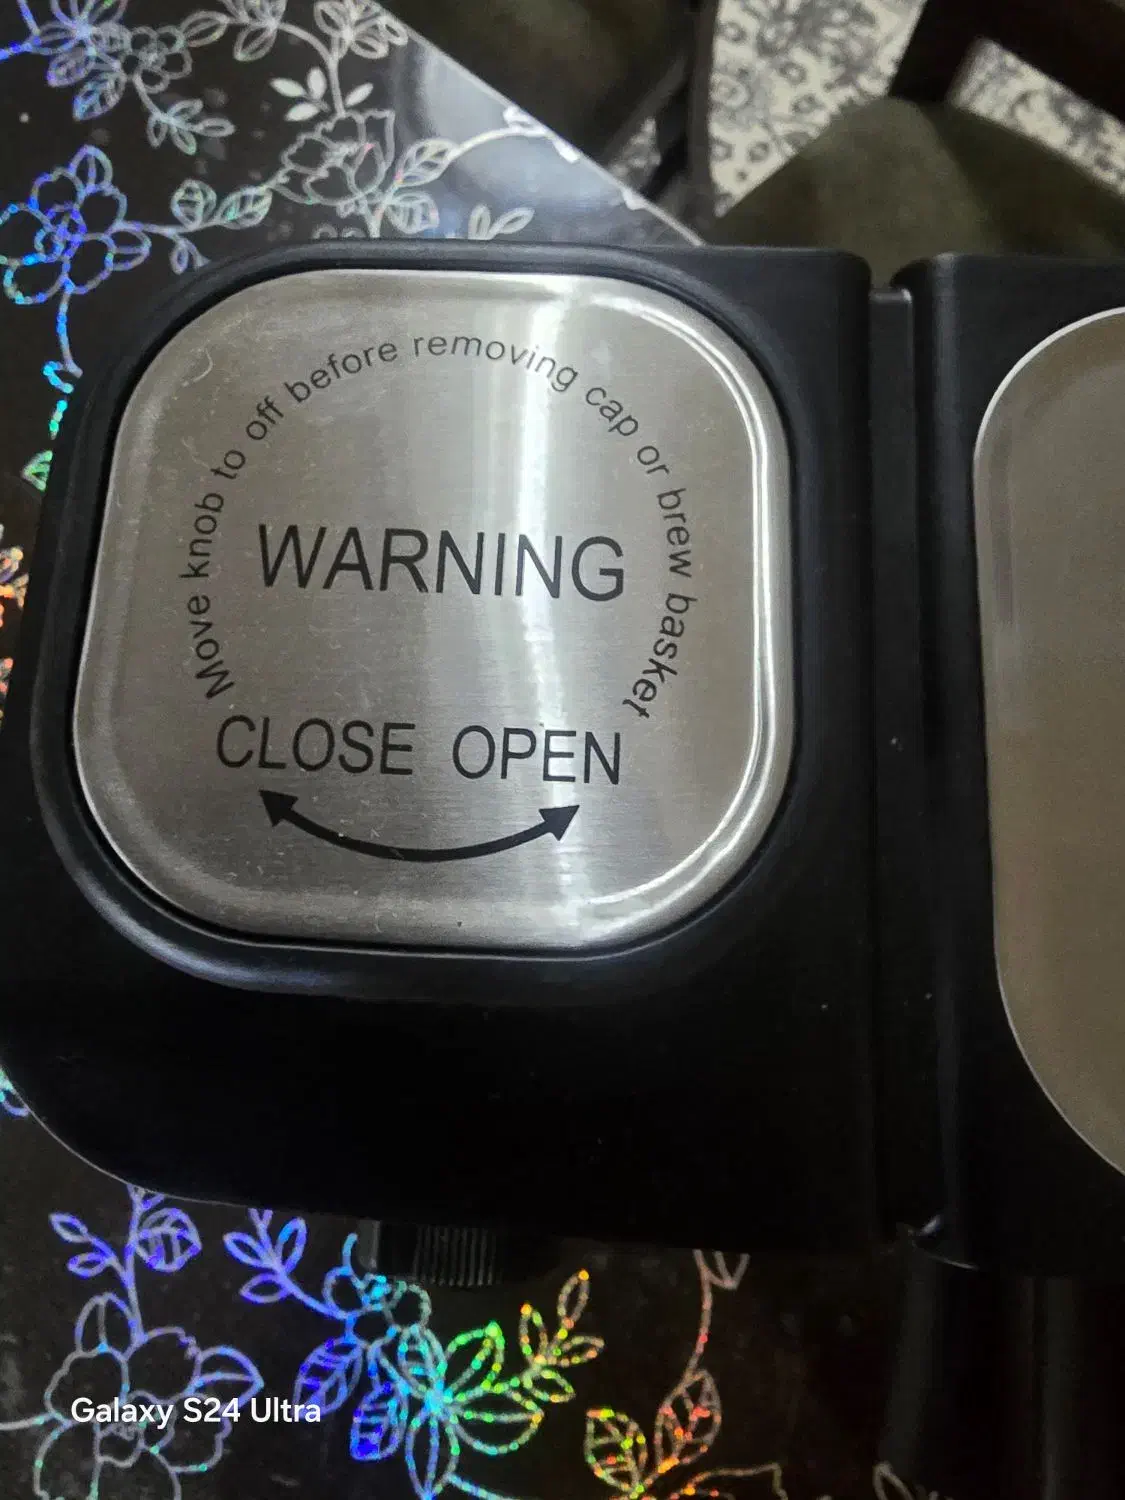 Move knob to off before removing cap or brew basket
WARNING
CLOSE OPEN
Galaxy S24 Ultra